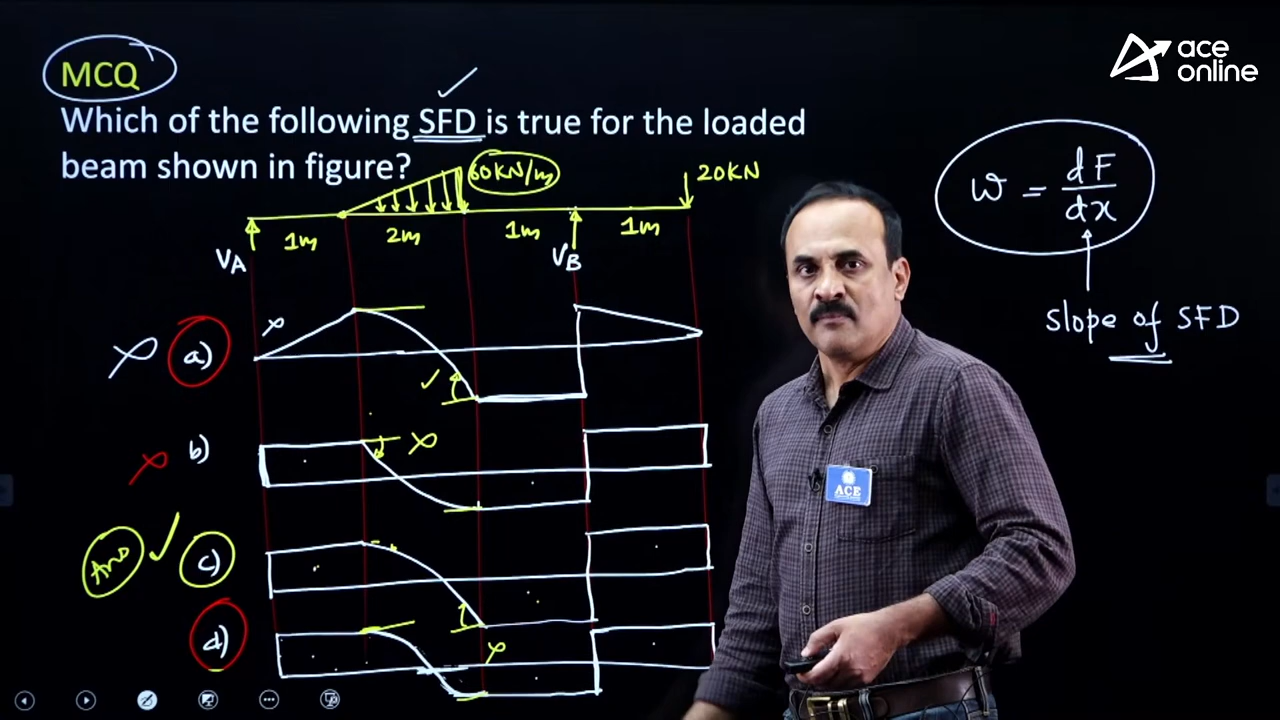 ace
online
MCQ
Which of the following SFD is true for the loaded
beam shown in figure?
60KN/m
20KN
1m
2m
1m
1m
VA
VB
w = dF/dx
slope of SFD
a)
b)
Ans
c)
d)
ACE